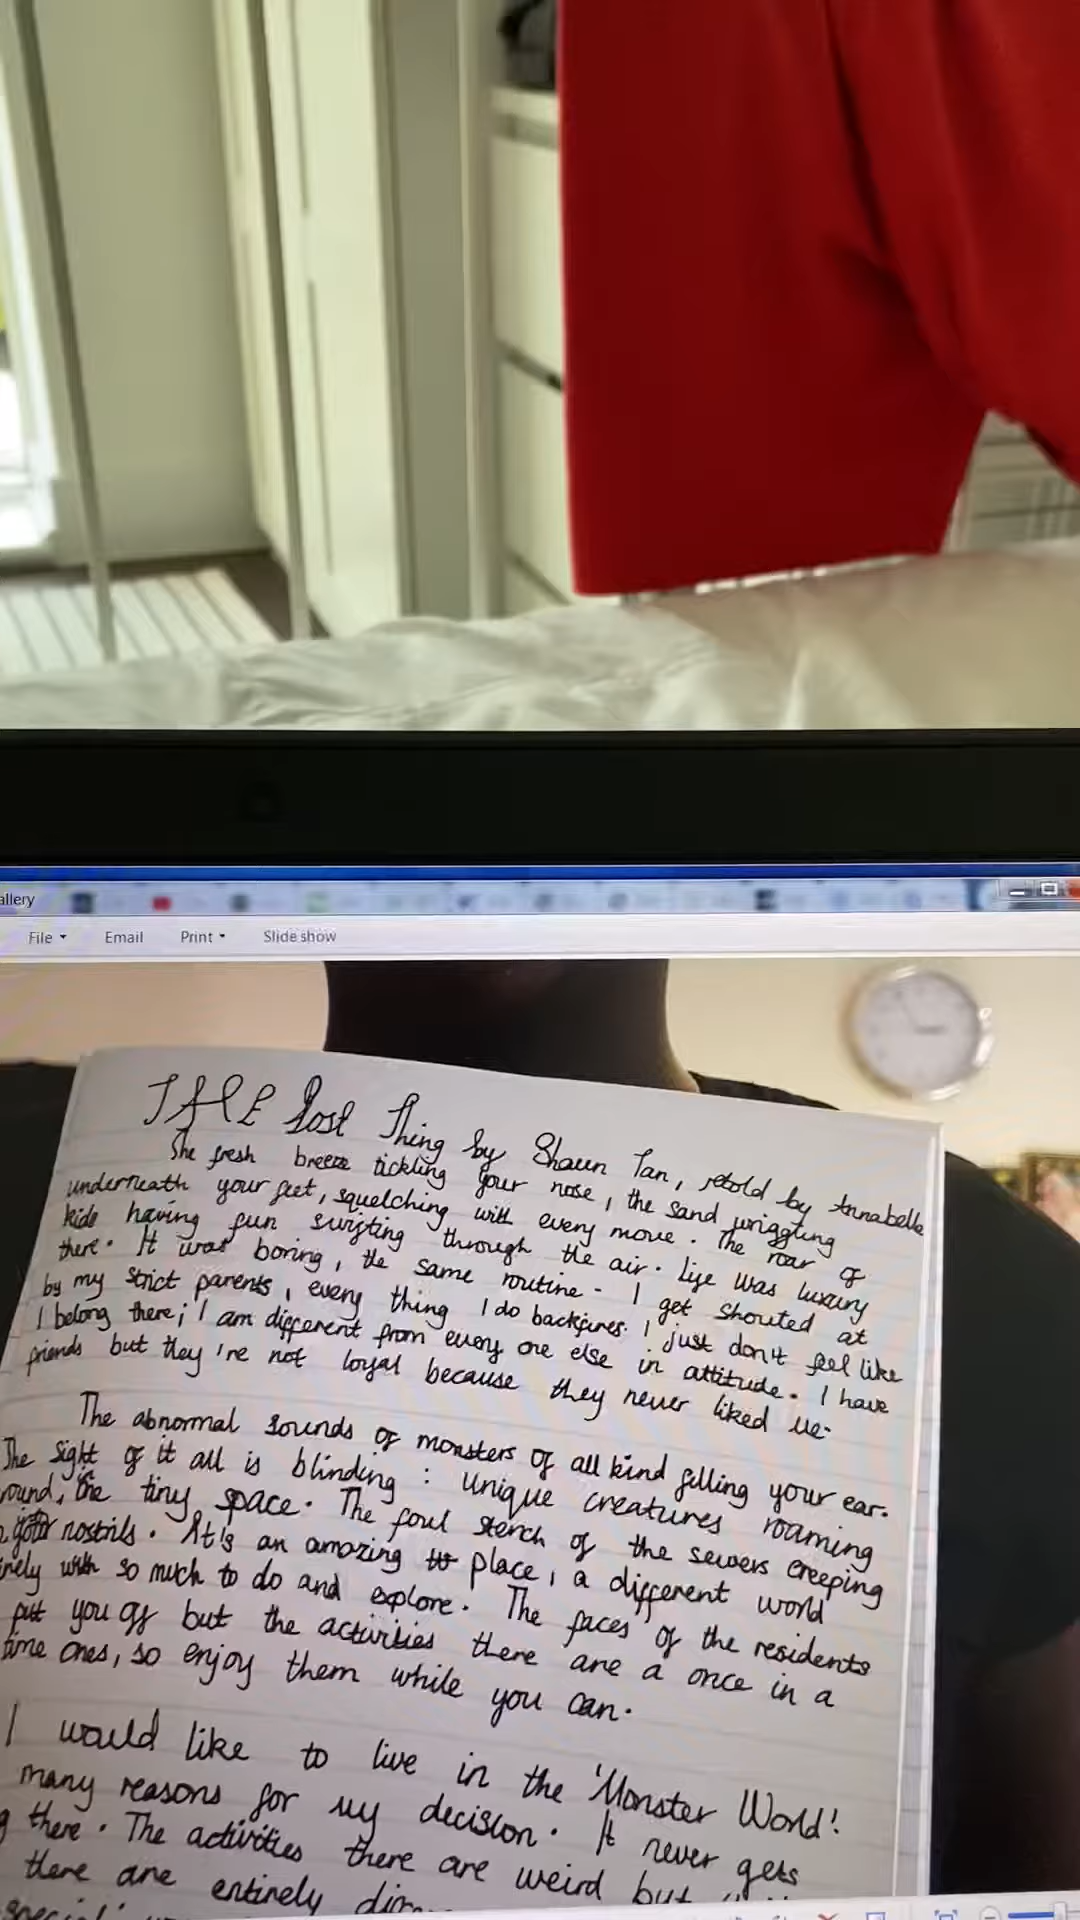 allery
File Email Print Slide show
THE Lost Thing by Shaun Tan, retold by Annabelle
The fresh breeze tickling your nose, the sand wriggling
underneath your feet, squelching with every move. The roar of
kids having fun swifting through the air. Life was luxury
there. It was boring, the same routine. I get shouted at
by my strict parents, every thing I do backfires. I just don't feel like
I belong there; I am different from every one else in attitude. I have
friends but they're not loyal because they never liked me.
The abnormal sounds of monsters of all kind filling your ear.
The sight of it all is blinding: unique creatures roaming
round, in the tiny space. The foul stench of the sewers creeping
your nostrils. It's an amazing place, a different world
irely with so much to do and explore. The faces of the residents
put you off but the activities there are a once in a
time ones, so enjoy them while you can.
I would like to live in the 'Monster World!
many reasons for my decision. It never gets
g there. The activities there are weird but
there are entirely
special'